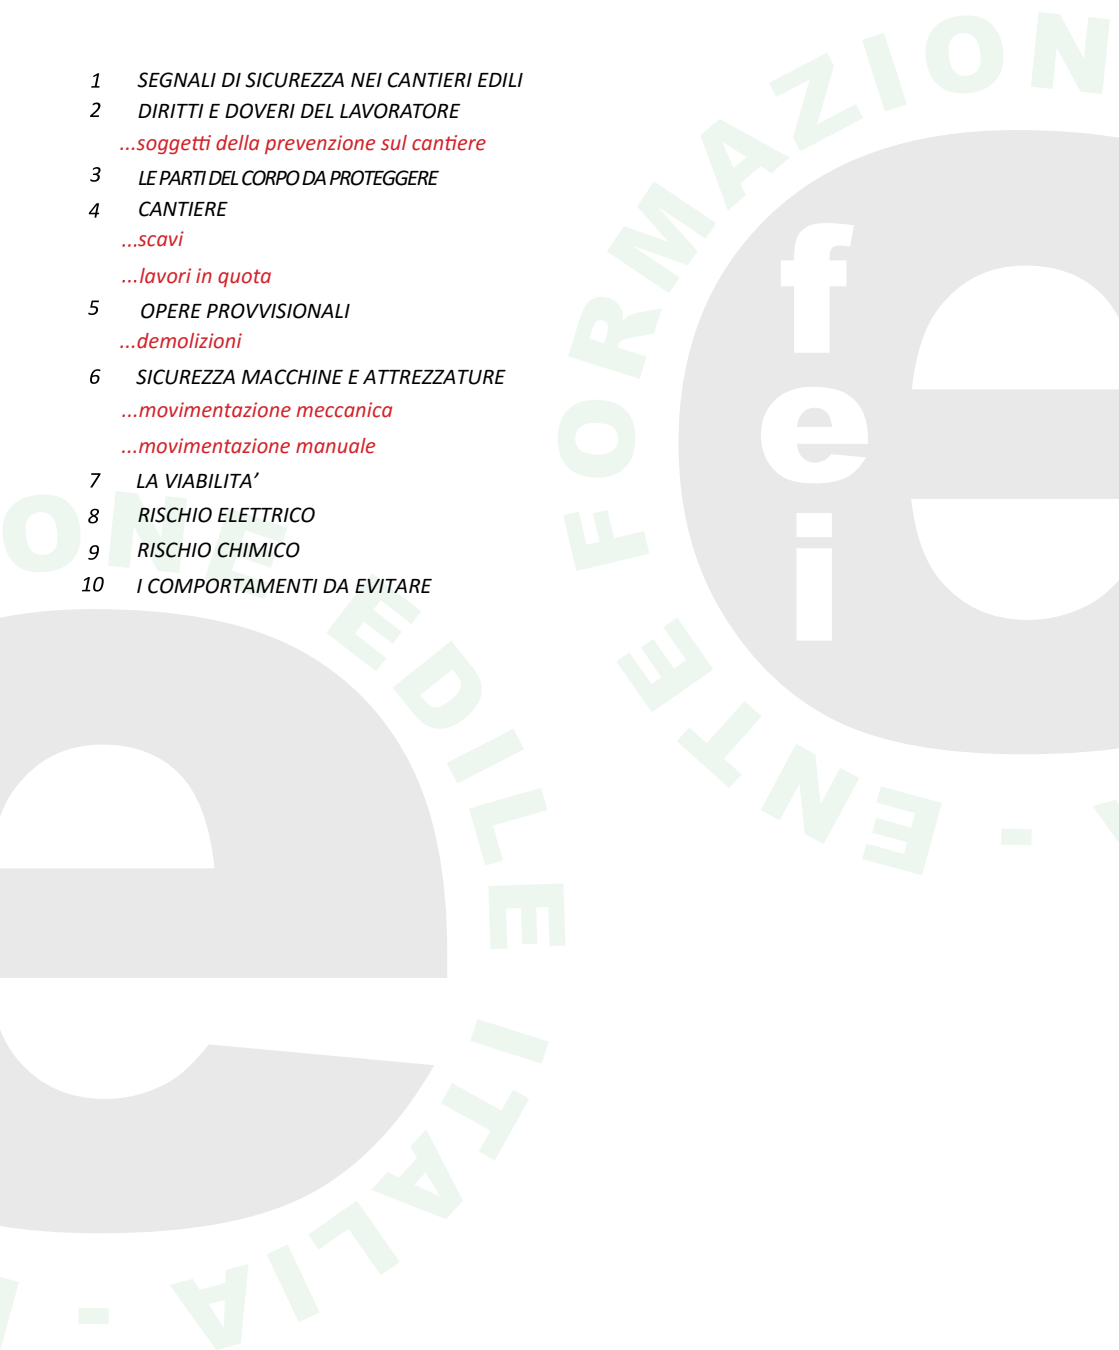 1 SEGNALI DI SICUREZZA NEI CANTIERI EDILI
2 DIRITTI E DOVERI DEL LAVORATORE
...soggetti della prevenzione sul cantiere
3 LE PARTI DEL CORPO DA PROTEGGERE
4 CANTIERE
...scavi
...lavori in quota
5 OPERE PROVVISIONALI
...demolizioni
6 SICUREZZA MACCHINE E ATTREZZATURE
...movimentazione meccanica
...movimentazione manuale
7 LA VIABILITA’
8 RISCHIO ELETTRICO
9 RISCHIO CHIMICO
10 I COMPORTAMENTI DA EVITARE
ENTE FORMAZION
e
f
e
i
ONE EDILE ITALIA -
e